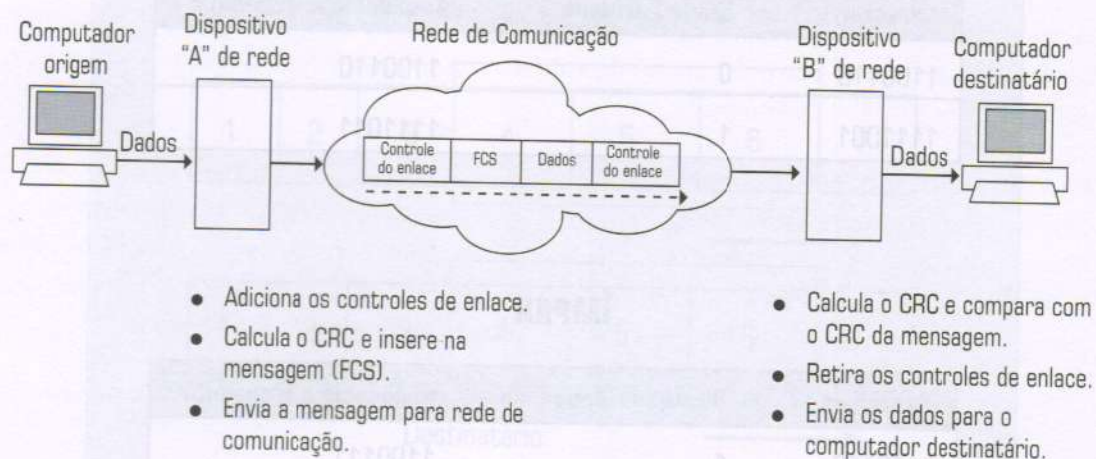 Computador
origem
Dispositivo
"A" de rede
Rede de Comunicação
Dispositivo
"B" de rede
Computador
destinatário
Dados
Controle
do enlace
FCS
Dados
Controle
do enlace
Dados
• Adiciona os controles de enlace.
• Calcula o CRC e insere na
mensagem (FCS).
• Envia a mensagem para rede de
comunicação.
• Calcula o CRC e compara com
o CRC da mensagem.
• Retira os controles de enlace.
• Envia os dados para o
computador destinatário.